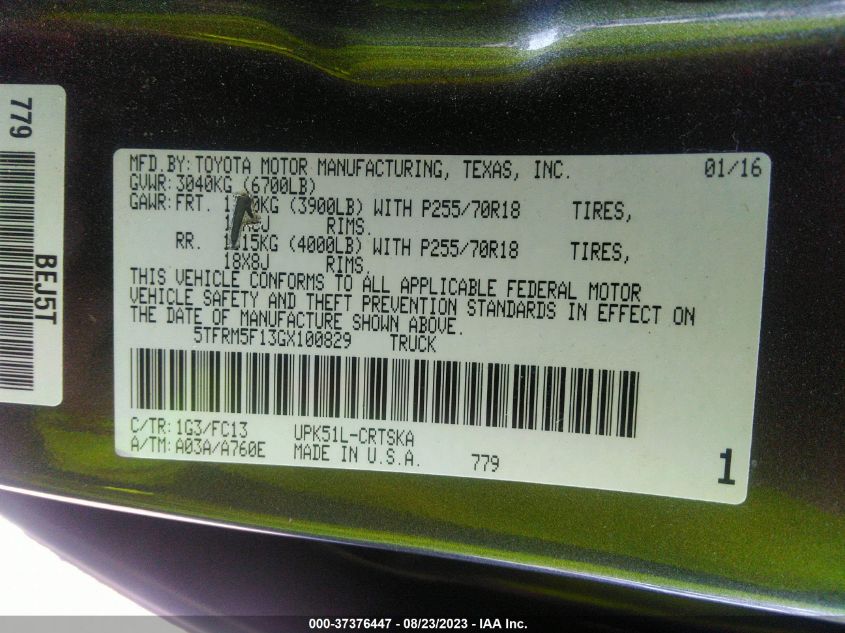 779
BEJ5T
MFD BY: TOYOTA MOTOR MANUFACTURING, TEXAS, INC. 01/16
GVWR: 3040KG (6700LB)
GAWR: FRT. (3900LB) WITH P255/70R18 TIRES,
RIMS.
RR. (4000LB) WITH P255/70R18 TIRES,
18X8J RIMS.
THIS VEHICLE CONFORMS TO ALL APPLICABLE FEDERAL MOTOR
VEHICLE SAFETY AND THEFT PREVENTION STANDARDS IN EFFECT ON
THE DATE OF MANUFACTURE SHOWN ABOVE.
5TFRM5F13GX100829 TRUCK
C/TR: 1G3/FC13 UPK51L-CRTSKA
A/TM: A03A/A760E MADE IN U.S.A. 779 1
000-37376447 - 08/23/2023 - IAA Inc.